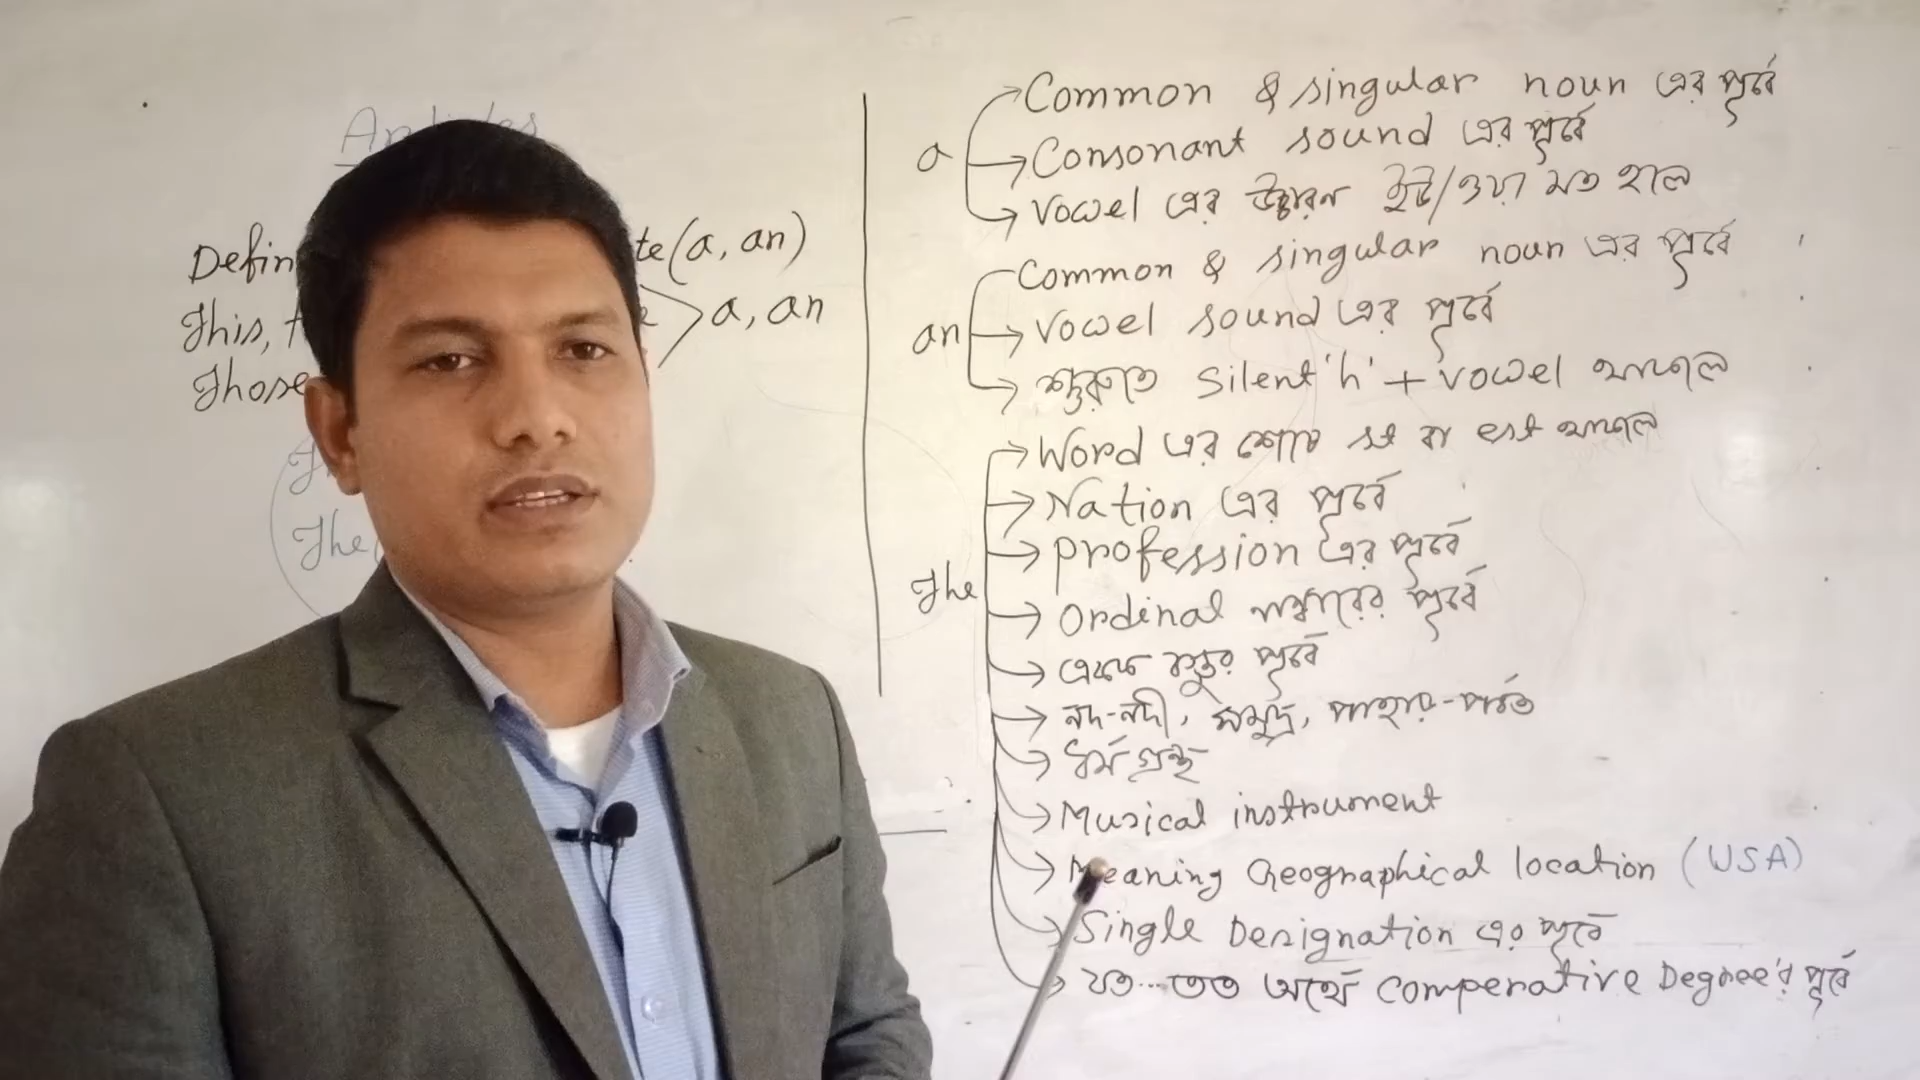 Articles
Defin
te (a, an)
This, t
> a, an
Those
The
a
Common & singular noun এর পূর্বে
Consonant sound এর পূর্বে
Vowel এর উচ্চারন ইউ/ওয়া মত হলে
an
Common & singular noun এর পূর্বে
Vowel sound এর পূর্বে
শুরুতে silent 'h' + vowel থাকলে
The
Word এর শেষে st বা est থাকলে
Nation এর পূর্বে
Profession এর পূর্বে
Ordinal নাম্বারের পূর্বে
বস্তুর পূর্বে
নদ-নদী, সমুদ্র, পাহার-পর্বত
ধর্ম গ্রন্থ
Musical instrument
Meaning Geographical location (USA)
Single Designation এর পূর্বে
যত...তত অর্থে Comperative Degree'র পূর্বে